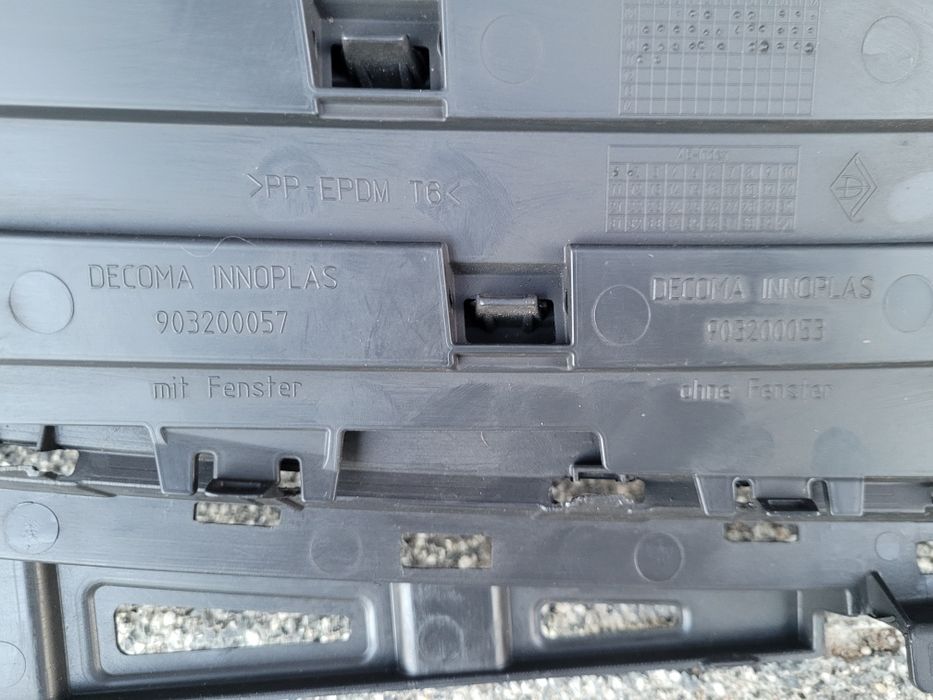 >PP-EPDM T6<
DECOMA INNOPLAS
903200057
mit Fenster
DECOMA INNOPLAS
903200053
ohne Fenster